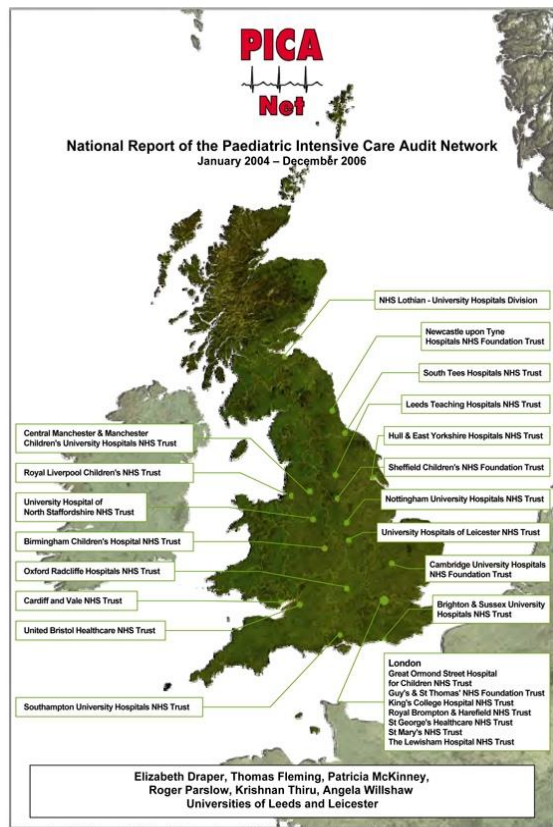 PICA
Net
National Report of the Paediatric Intensive Care Audit Network
January 2004 – December 2006
NHS Lothian - University Hospitals Division
Newcastle upon Tyne
Hospitals NHS Foundation Trust
South Tees Hospitals NHS Trust
Leeds Teaching Hospitals NHS Trust
Central Manchester & Manchester
Children's University Hospitals NHS Trust
Hull & East Yorkshire Hospitals NHS Trust
Royal Liverpool Children's NHS Trust
Sheffield Children's NHS Foundation Trust
University Hospital of
North Staffordshire NHS Trust
Nottingham University Hospitals NHS Trust
Birmingham Children's Hospital NHS Trust
University Hospitals of Leicester NHS Trust
Oxford Radcliffe Hospitals NHS Trust
Cambridge University Hospitals
NHS Foundation Trust
Cardiff and Vale NHS Trust
Brighton & Sussex University
Hospitals NHS Trust
United Bristol Healthcare NHS Trust
Southampton University Hospitals NHS Trust
London
Great Ormond Street Hospital
for Children NHS Trust
Guy's & St Thomas' NHS Foundation Trust
King's College Hospital NHS Trust
Royal Brompton & Harefield NHS Trust
St George's Healthcare NHS Trust
St Mary's NHS Trust
The Lewisham Hospital NHS Trust
Elizabeth Draper, Thomas Fleming, Patricia McKinney,
Roger Parslow, Krishnan Thiru, Angela Willshaw
Universities of Leeds and Leicester